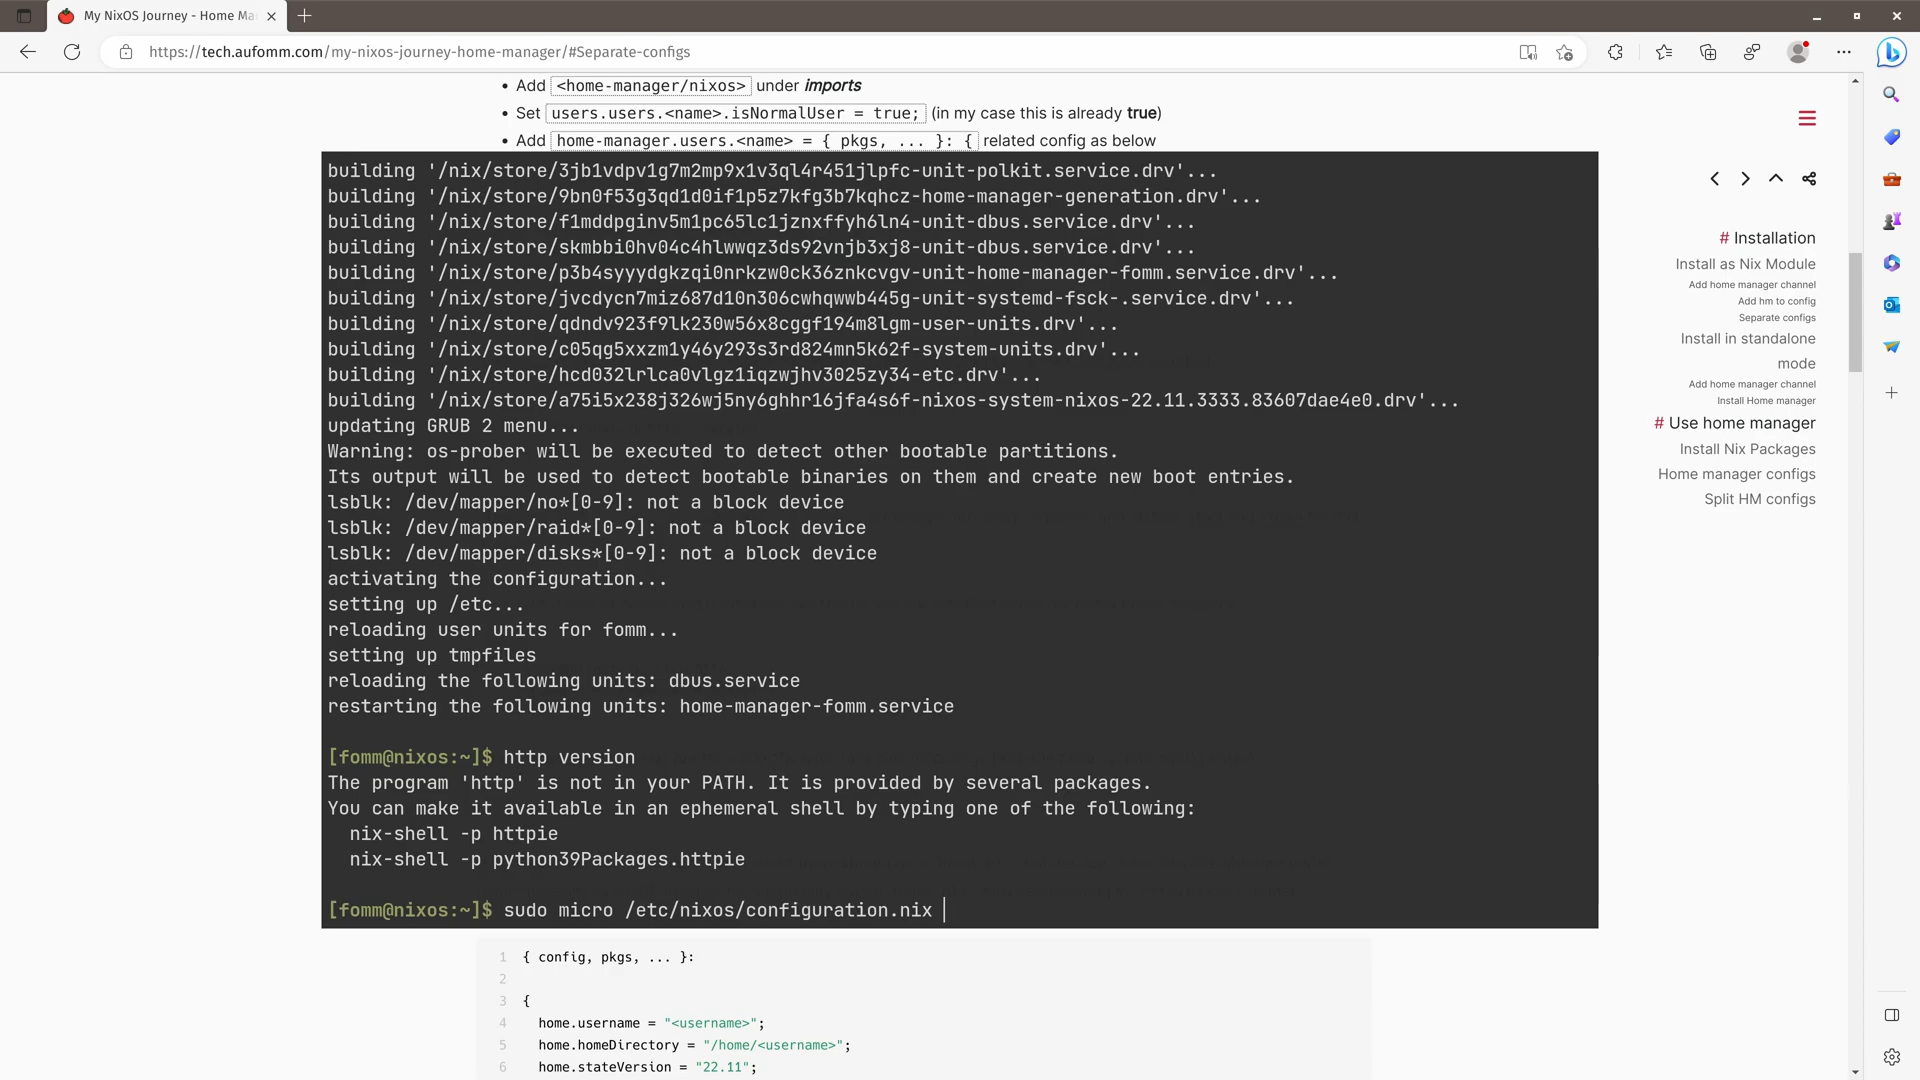 My NixOS Journey - Home Ma
https://tech.aufomm.com/my-nixos-journey-home-manager/#Separate-configs
• Add <home-manager/nixos> under imports
• Set users.users.<name>.isNormalUser = true; (in my case this is already true)
• Add home-manager.users.<name> = { pkgs, ... }: { related config as below
building '/nix/store/3jb1vdpv1g7m2mp9x1v3ql4r451jlpfc-unit-polkit.service.drv'...
building '/nix/store/9bn0f53g3qd1d0if1p5z7kfg3b7kqhcz-home-manager-generation.drv'...
building '/nix/store/f1mddpginv5m1pc65lc1jznxffyh6ln4-unit-dbus.service.drv'...
building '/nix/store/skmbbi0hv04c4hlwwqz3ds92vnjb3xj8-unit-dbus.service.drv'...
building '/nix/store/p3b4syyydgkzqi0nrkzw0ck36znkcvgv-unit-home-manager-fomm.service.drv'...
building '/nix/store/jvcdycn7miz687d10n306cwhqwwb445g-unit-systemd-fsck-.service.drv'...
building '/nix/store/qdndv923f9lk230w56x8cggf194m8lgm-user-units.drv'...
building '/nix/store/c05qg5xxzm1y46y293s3rd824mn5k62f-system-units.drv'...
building '/nix/store/hcd032lrlca0vlgz1iqzwjhv3025zy34-etc.drv'...
building '/nix/store/a75i5x238j326wj5ny6ghhr16jfa4s6f-nixos-system-nixos-22.11.3333.83607dae4e0.drv'...
updating GRUB 2 menu...
Warning: os-prober will be executed to detect other bootable partitions.
Its output will be used to detect bootable binaries on them and create new boot entries.
lsblk: /dev/mapper/no*[0-9]: not a block device
lsblk: /dev/mapper/raid*[0-9]: not a block device
lsblk: /dev/mapper/disks*[0-9]: not a block device
activating the configuration...
setting up /etc...
reloading user units for fomm...
setting up tmpfiles
reloading the following units: dbus.service
restarting the following units: home-manager-fomm.service
[fomm@nixos:~]$ http version
The program 'http' is not in your PATH. It is provided by several packages.
You can make it available in an ephemeral shell by typing one of the following:
nix-shell -p httpie
nix-shell -p python39Packages.httpie
[fomm@nixos:~]$ sudo micro /etc/nixos/configuration.nix
1 { config, pkgs, ... }:
2
3 {
4 home.username = "<username>";
5 home.homeDirectory = "/home/<username>";
6 home.stateVersion = "22.11";
# Installation
Install as Nix Module
Add home manager channel
Add hm to config
Separate configs
Install in standalone
mode
Add home manager channel
Install Home manager
# Use home manager
Install Nix Packages
Home manager configs
Split HM configs